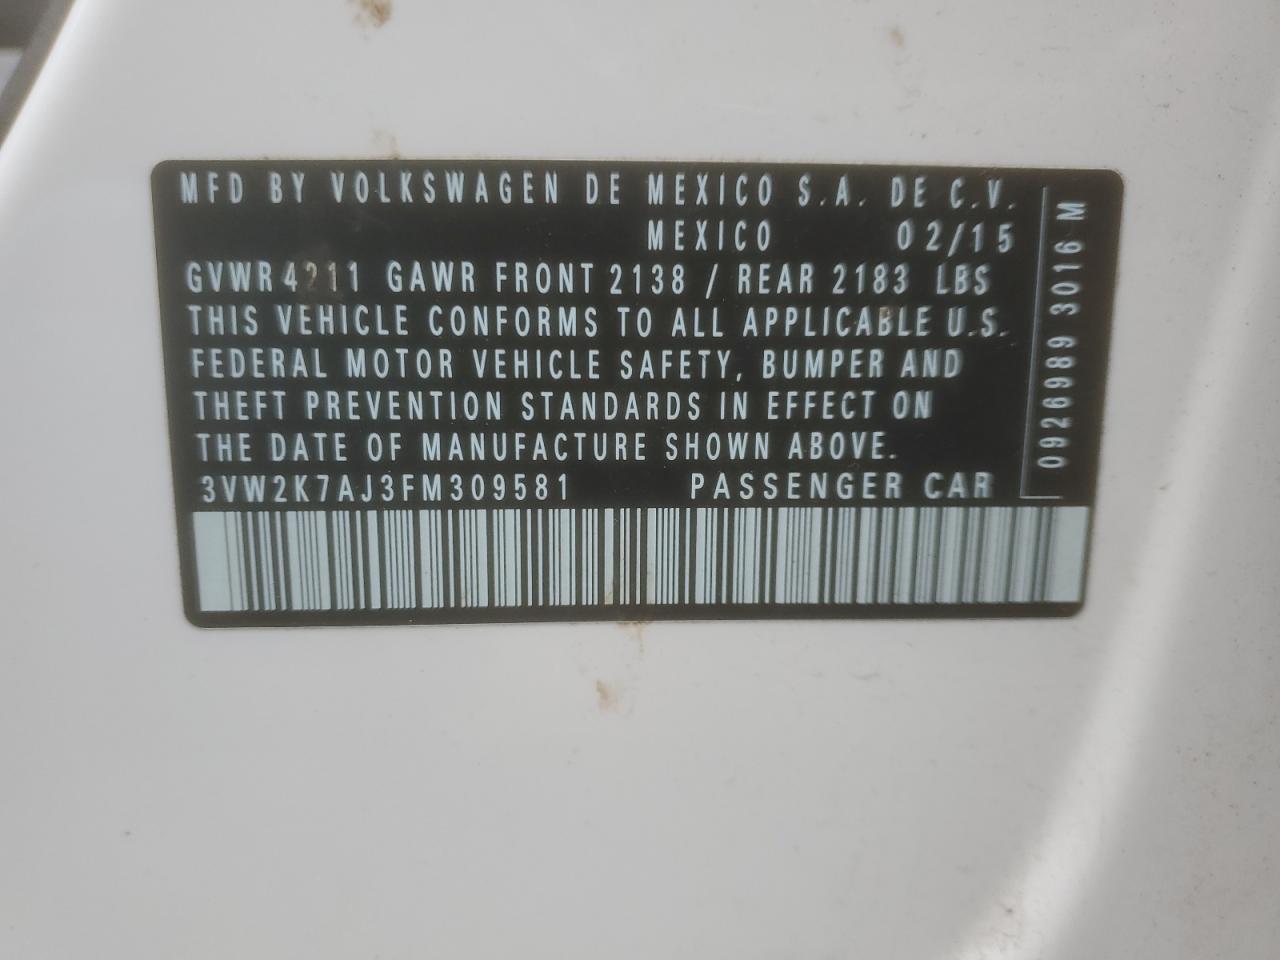 MFD BY VOLKSWAGEN DE MEXICO S.A. DE C.V.
MEXICO 02/15
GVWR 4211 GAWR FRONT 2138 / REAR 2183 LBS
THIS VEHICLE CONFORMS TO ALL APPLICABLE U.S.
FEDERAL MOTOR VEHICLE SAFETY, BUMPER AND
THEFT PREVENTION STANDARDS IN EFFECT ON
THE DATE OF MANUFACTURE SHOWN ABOVE.
3VW2K7AJ3FM309581 PASSENGER CAR
0926989 3016 M